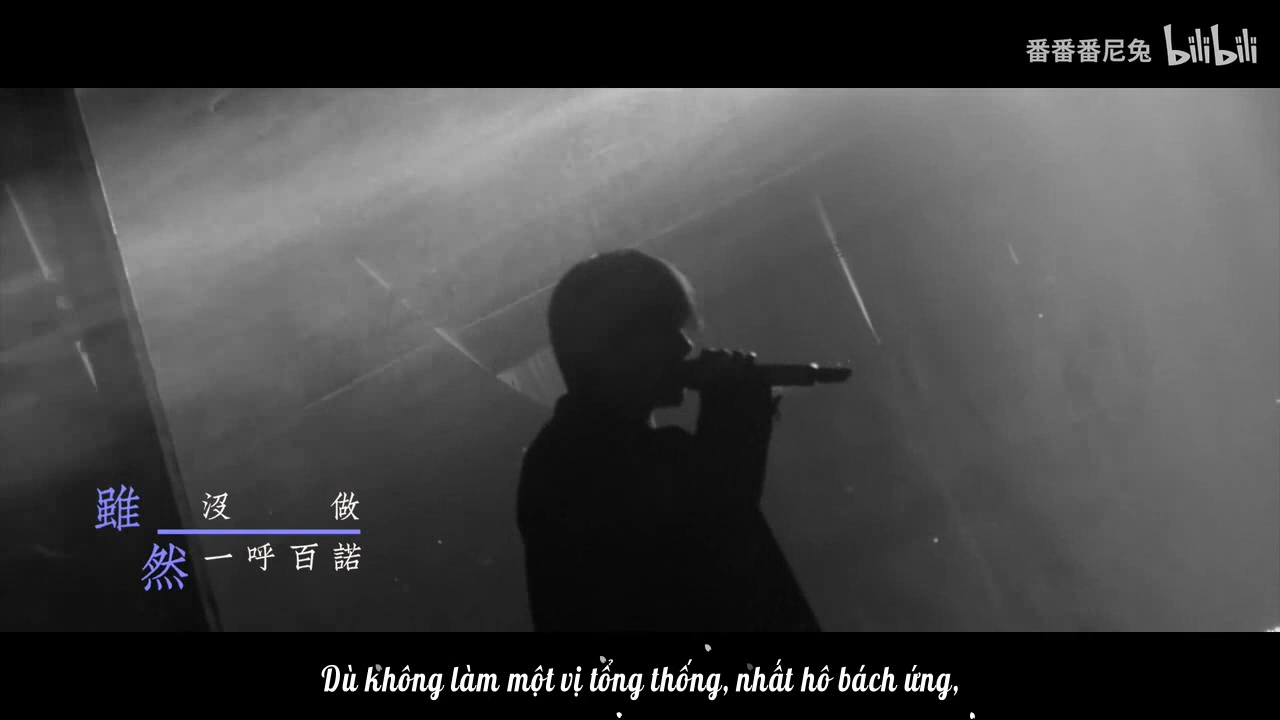 番番番尼兔 bilibili
雖然
沒 做
一呼百諾
Dù không làm một vị tổng thống, nhất hô bách ứng,